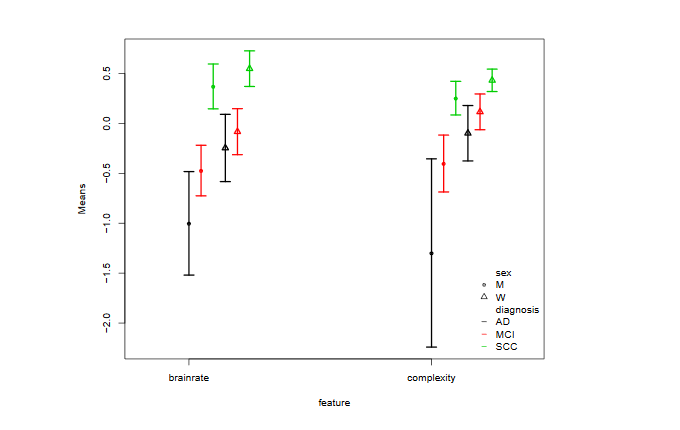 0.5
0.0
−0.5
−1.0
−1.5
−2.0
Means
brainrate
complexity
feature
sex
M
W
diagnosis
AD
MCI
SCC